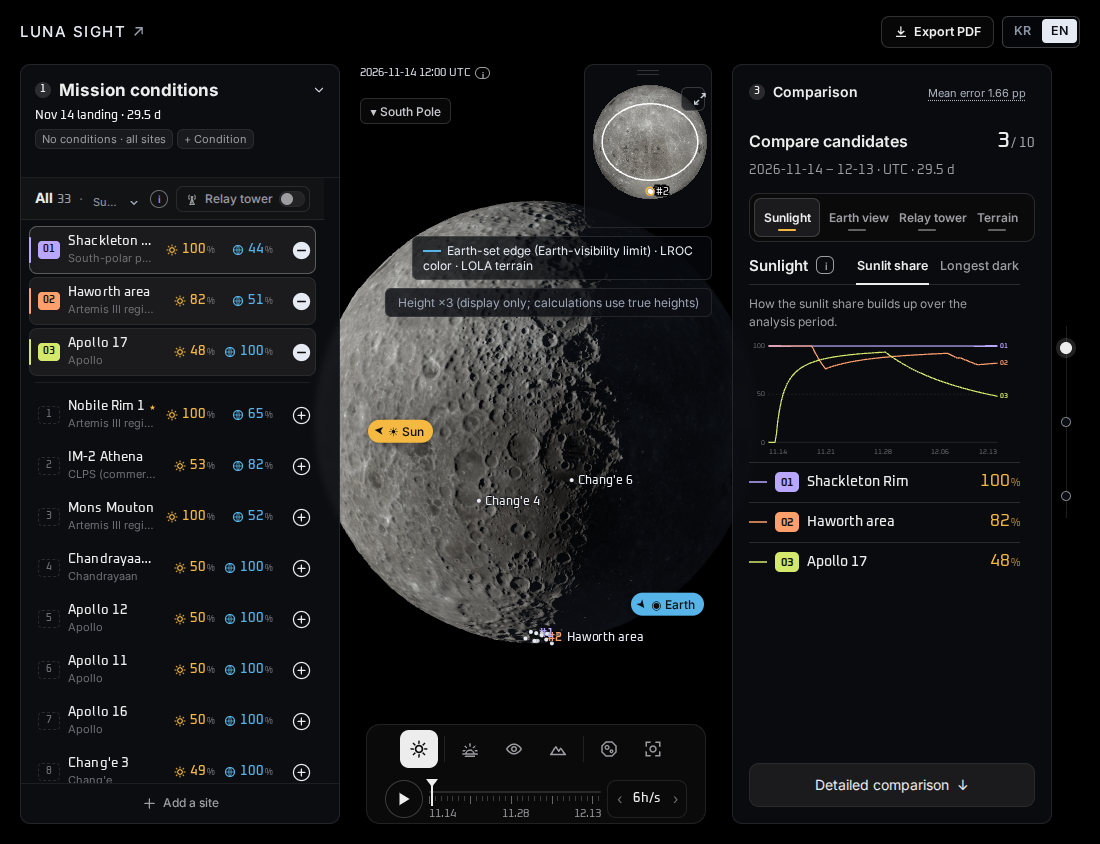 LUNA SIGHT ↗
Export PDF
KR EN
1 Mission conditions
Nov 14 landing · 29.5 d
No conditions · all sites + Condition
All 33 · Su... i Relay tower
01 Shackleton ... 100% 44%
South-polar p...
02 Haworth area 82% 51%
Artemis III regi...
03 Apollo 17 48% 100%
Apollo
1 Nobile Rim 1 ★ 100% 65%
Artemis III regi...
2 IM-2 Athena 53% 82%
CLPS (commer...
3 Mons Mouton 100% 52%
Artemis III regi...
4 Chandrayaa... 50% 100%
Chandrayaan
5 Apollo 12 50% 100%
Apollo
6 Apollo 11 50% 100%
Apollo
7 Apollo 16 50% 100%
Apollo
8 Chang'e 3 49% 100%
Chang'e
+ Add a site
2026-11-14 12:00 UTC i
▾ South Pole
#2
Earth-set edge (Earth-visibility limit) · LROC
color · LOLA terrain
Height ×3 (display only; calculations use true heights)
Sun
Chang'e 6
Chang'e 4
Earth
#1
#2 Haworth area
‹ 6h/s ›
11.14 11.28 12.13
3 Comparison Mean error 1.66 pp
Compare candidates 3 / 10
2026-11-14 – 12-13 · UTC · 29.5 d
Sunlight Earth view Relay tower Terrain
Sunlight i Sunlit share Longest dark
How the sunlit share builds up over the
analysis period.
100
50
0
01
02
03
11.14 11.21 11.28 12.06 12.13
01 Shackleton Rim 100%
02 Haworth area 82%
03 Apollo 17 48%
Detailed comparison ↓